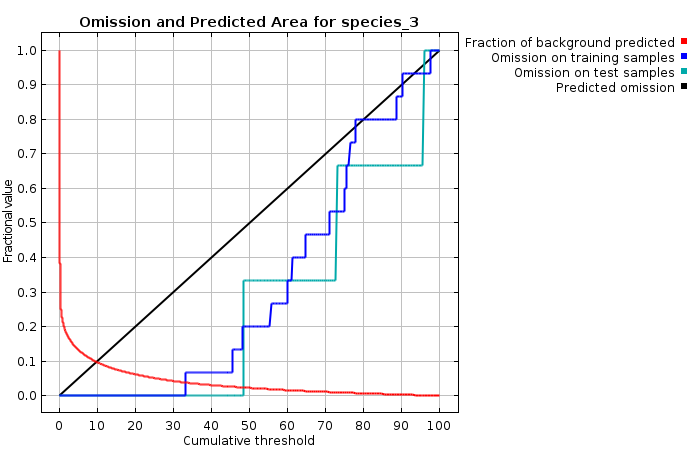 Omission and Predicted Area for species_3
Fraction of background predicted
Omission on training samples
Omission on test samples
Predicted omission
Fractional value
1.0
0.9
0.8
0.7
0.6
0.5
0.4
0.3
0.2
0.1
0.0
0 10 20 30 40 50 60 70 80 90 100
Cumulative threshold